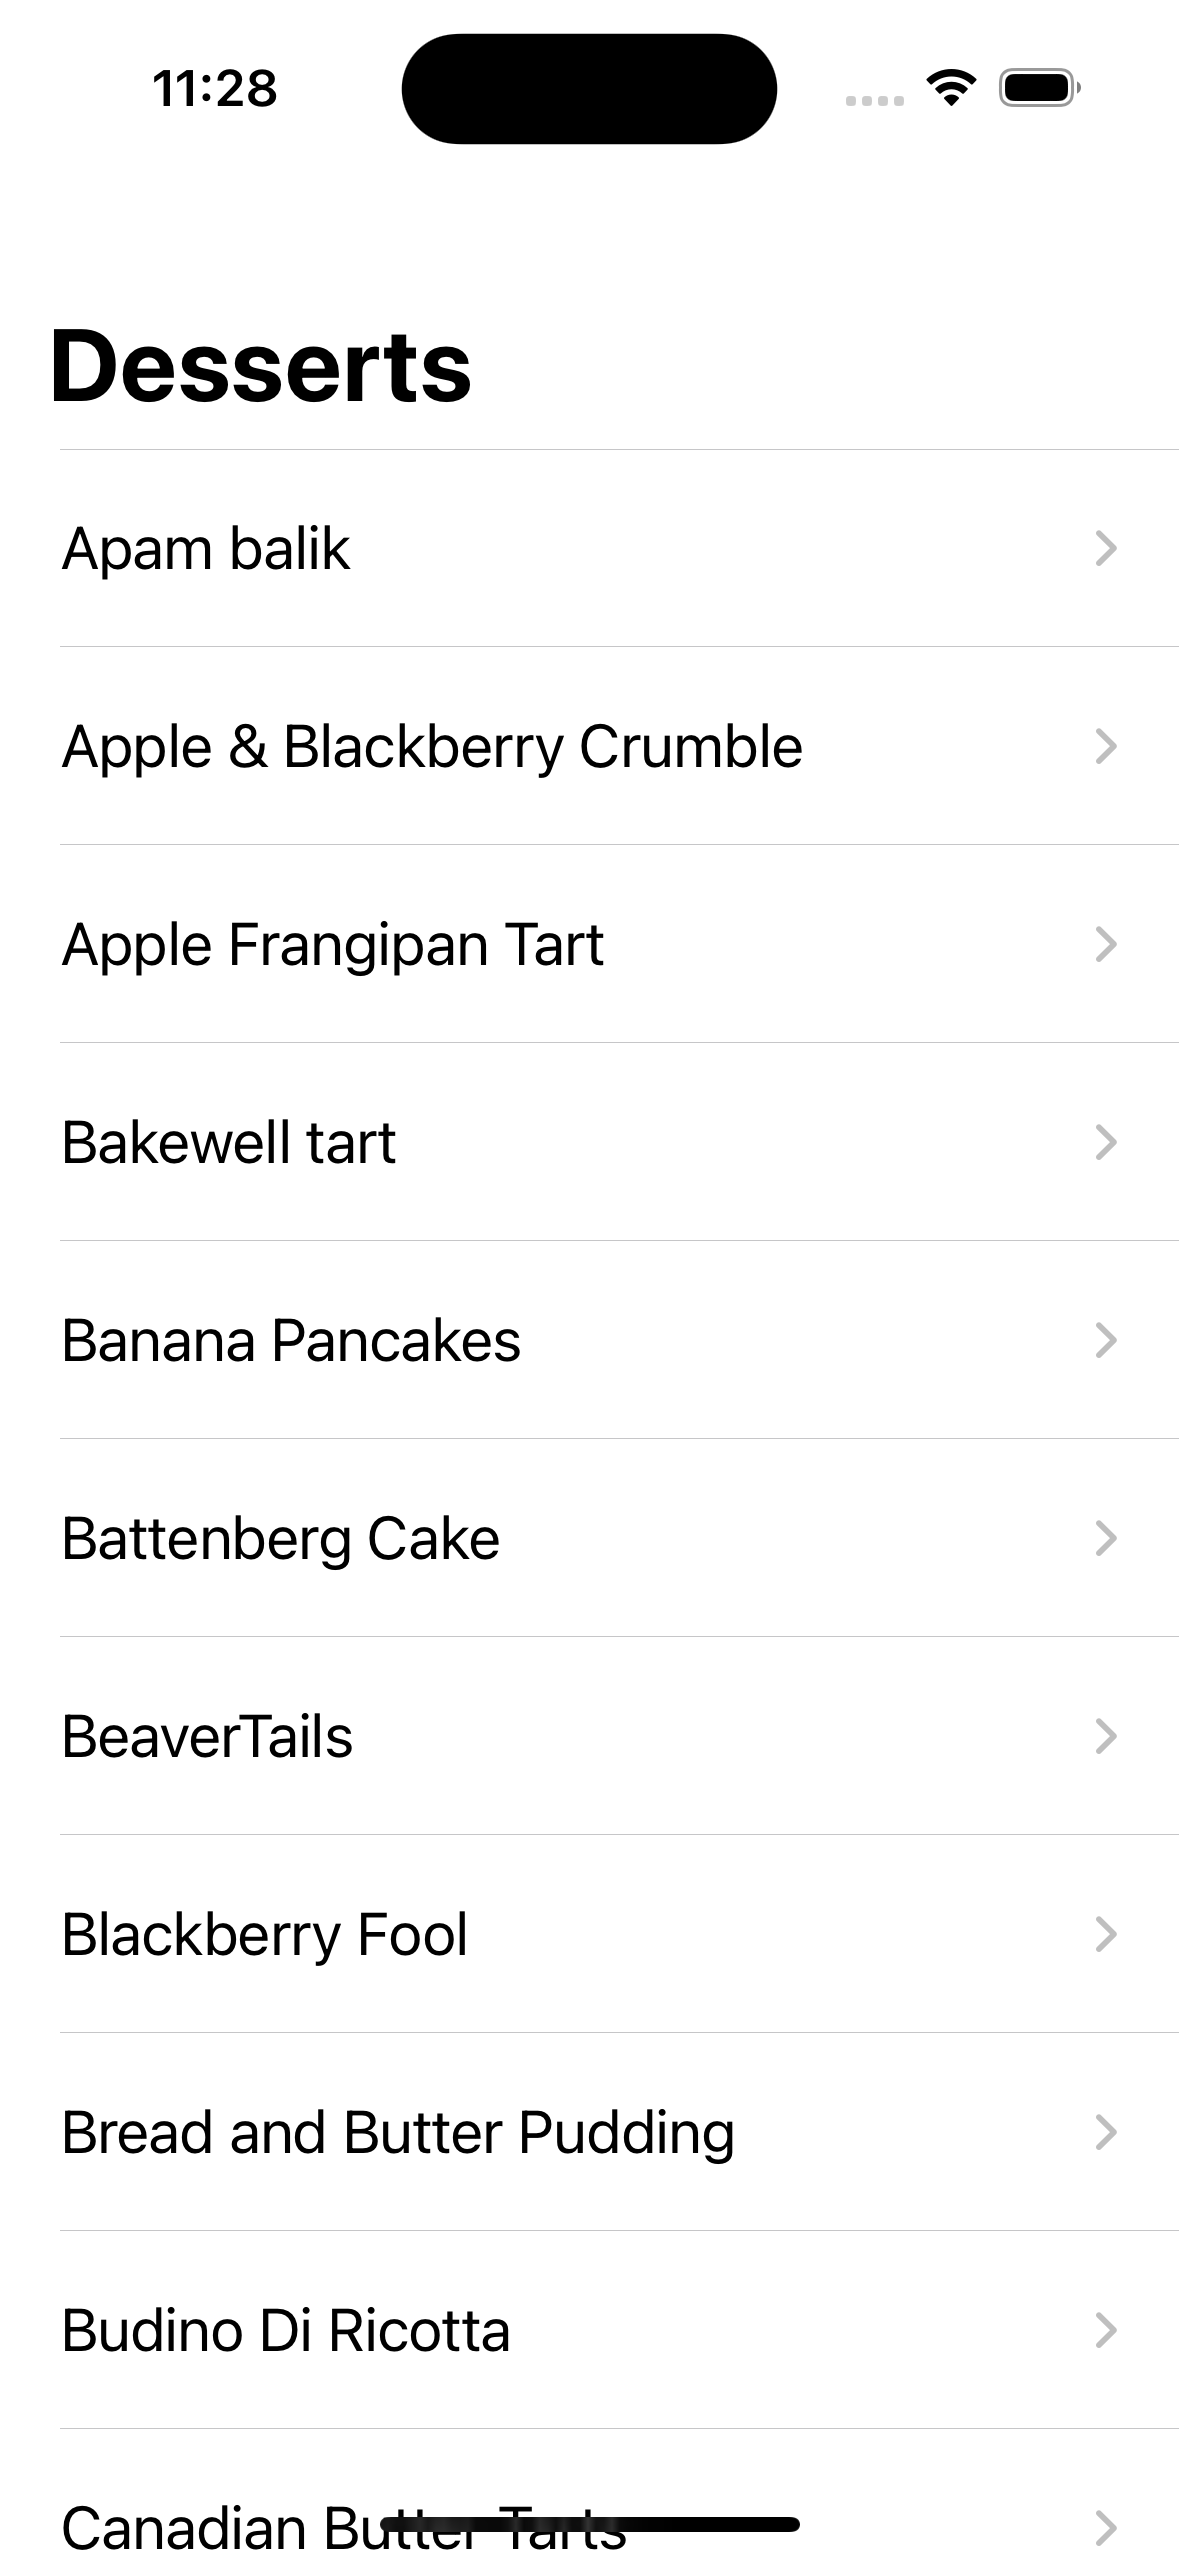 11:28
Desserts
Apam balik
Apple & Blackberry Crumble
Apple Frangipan Tart
Bakewell tart
Banana Pancakes
Battenberg Cake
BeaverTails
Blackberry Fool
Bread and Butter Pudding
Budino Di Ricotta
Canadian Butter Tarts